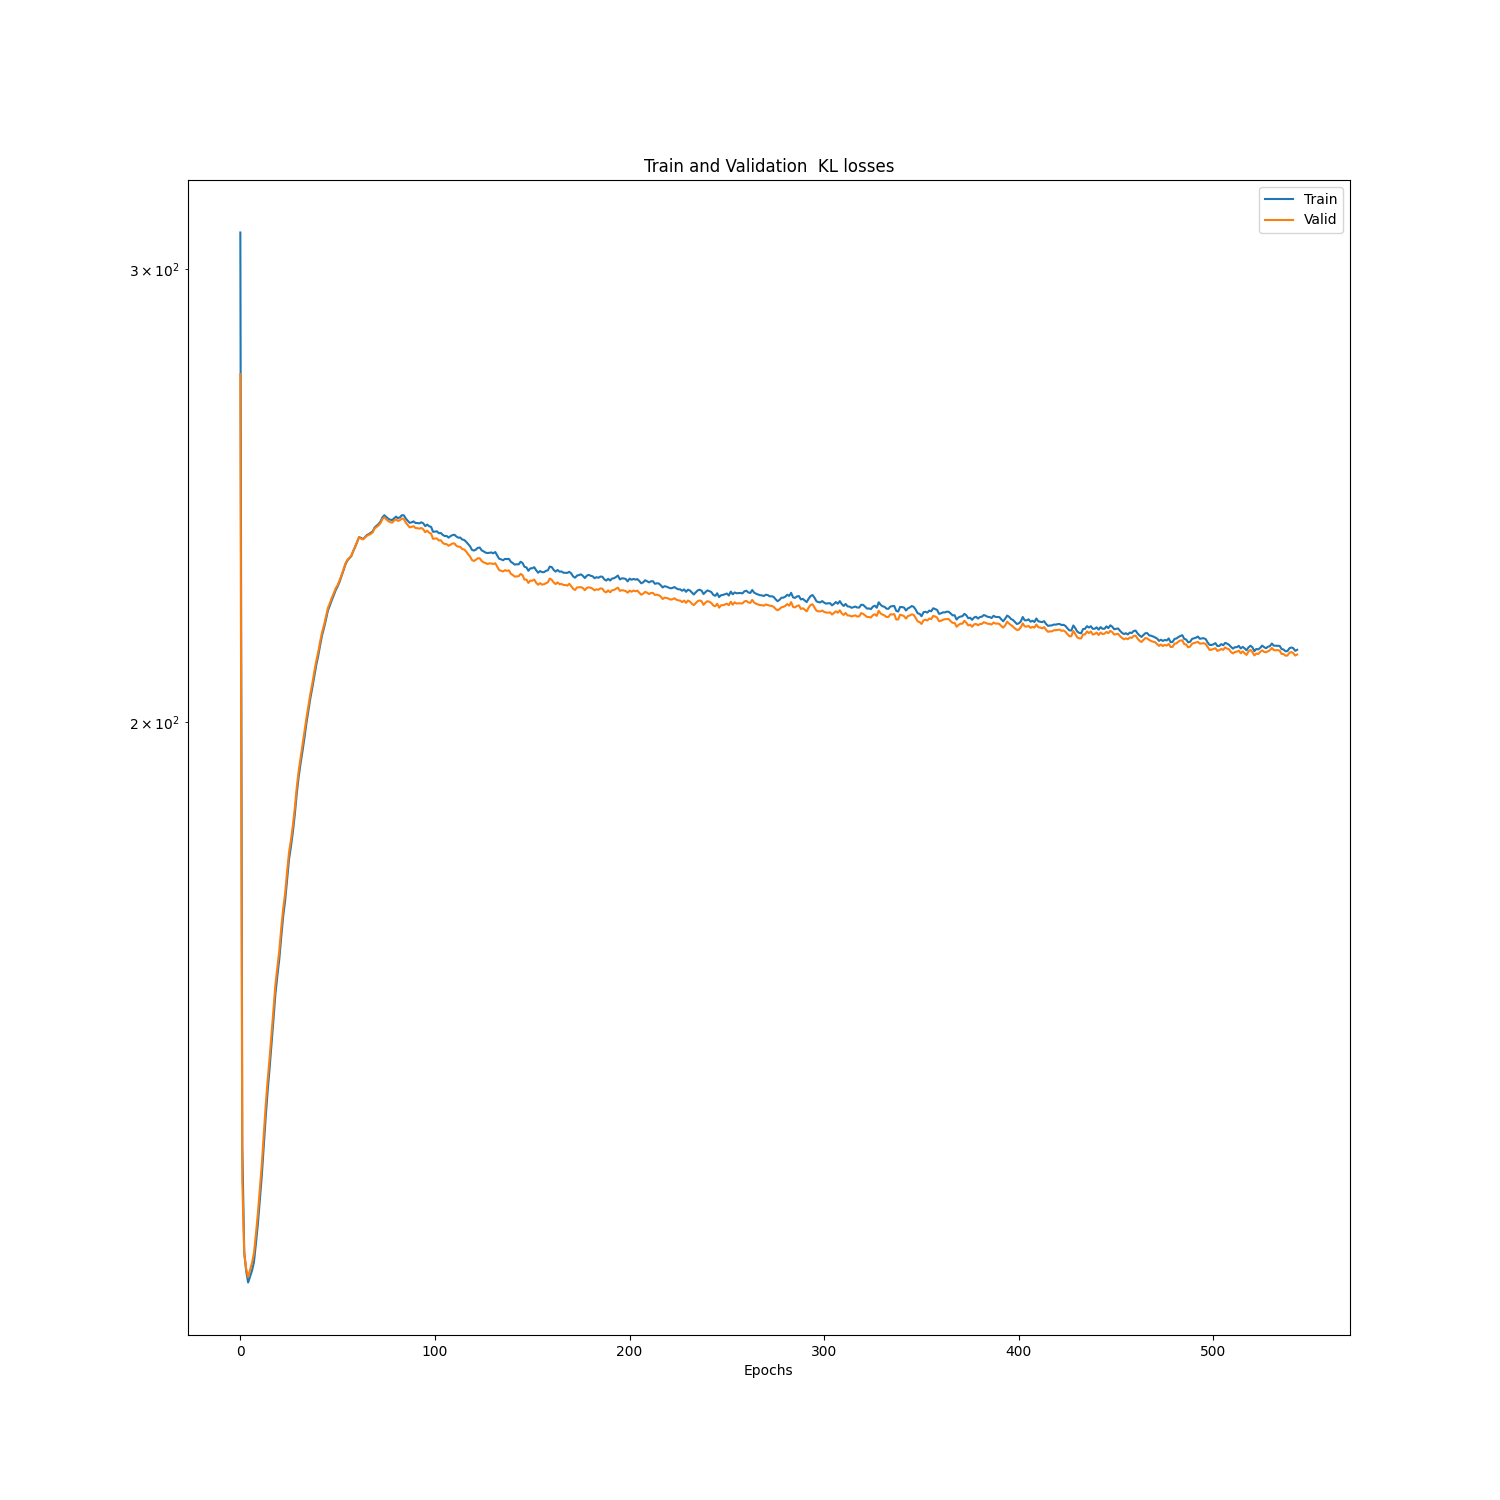 Train and Validation  KL losses
Train
Valid
3 × 10²
2 × 10²
0 100 200 300 400 500
Epochs